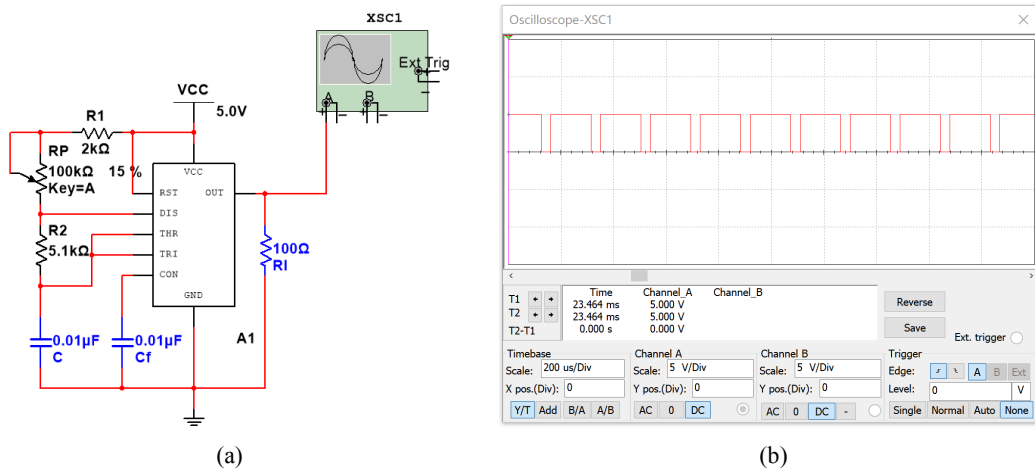 XSC1
Ext Trig
+
−
A
B
+ −
+ −
VCC
5.0V
R1
2kΩ
RP
100kΩ 15 %
Key=A
VCC
RST OUT
DIS
R2
5.1kΩ
THR
TRI
CON
GND
100Ω
Rl
0.01µF
C
0.01µF
Cf
A1
(a)
Oscilloscope-XSC1 ×
< >
Time Channel_A Channel_B
T1 23.464 ms 5.000 V
T2 23.464 ms 5.000 V
T2-T1 0.000 s 0.000 V
Reverse
Save
Ext. trigger
Timebase
Scale: 200 us/Div
X pos.(Div): 0
Y/T Add B/A A/B
Channel A
Scale: 5 V/Div
Y pos.(Div): 0
AC 0 DC
Channel B
Scale: 5 V/Div
Y pos.(Div): 0
AC 0 DC -
Trigger
Edge: A B Ext
Level: 0 V
Single Normal Auto None
(b)